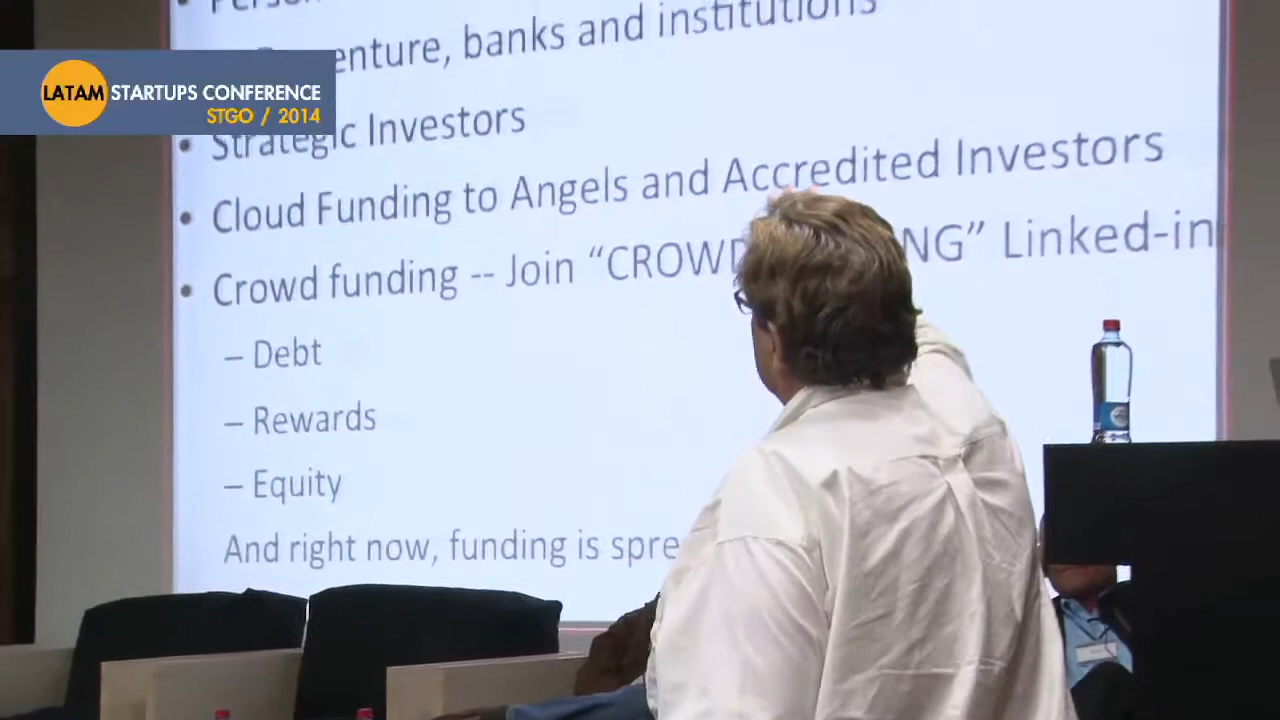 enture, banks and institutions
LATAM STARTUPS CONFERENCE
STGO / 2014
• Strategic Investors
• Cloud Funding to Angels and Accredited Investors
• Crowd funding -- Join “CROWD NG” Linked-in
– Debt
– Rewards
– Equity
And right now, funding is spre